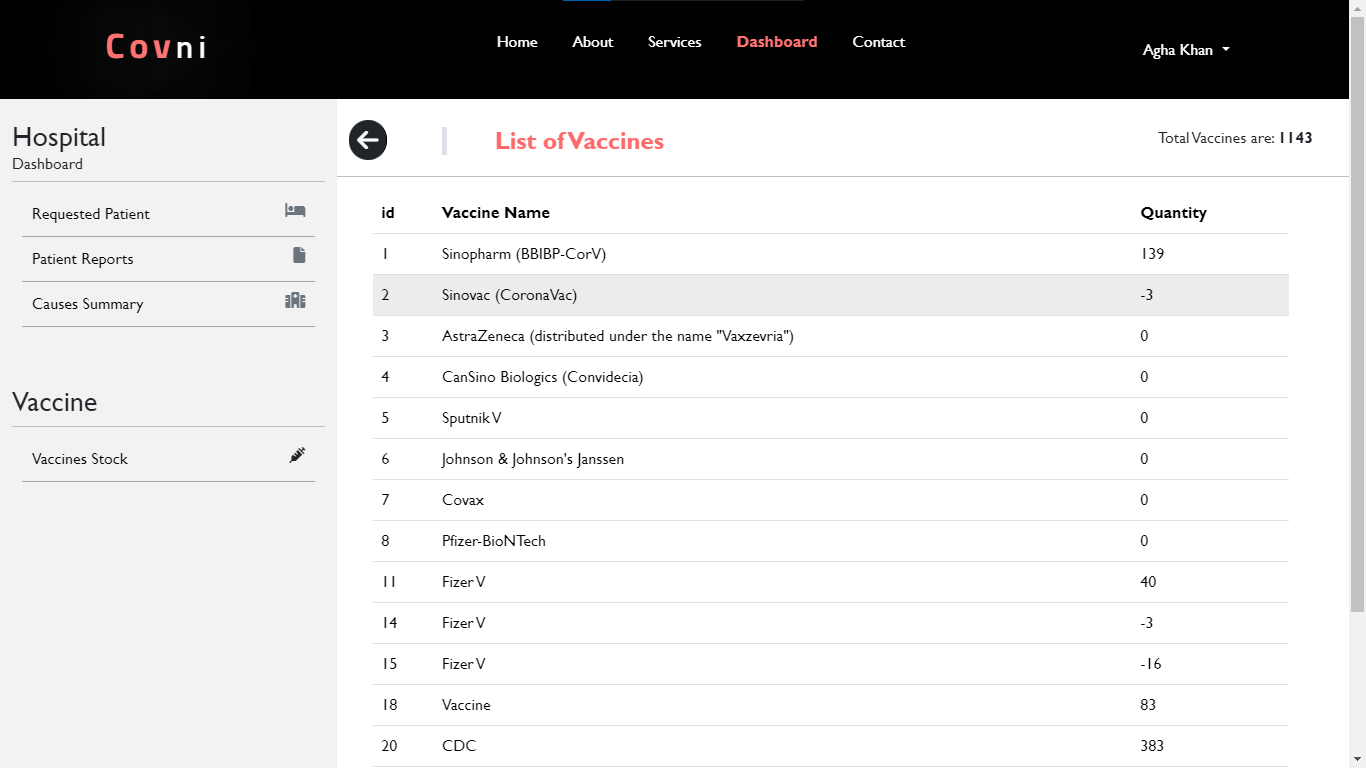 Covni
Home About Services Dashboard Contact
Agha Khan
Hospital
Dashboard
Requested Patient
Patient Reports
Causes Summary
Vaccine
Vaccines Stock
List of Vaccines
Total Vaccines are: 1143
id Vaccine Name Quantity
1 Sinopharm (BBIBP-CorV) 139
2 Sinovac (CoronaVac) -3
3 AstraZeneca (distributed under the name "Vaxzevria") 0
4 CanSino Biologics (Convidecia) 0
5 Sputnik V 0
6 Johnson & Johnson's Janssen 0
7 Covax 0
8 Pfizer-BioNTech 0
11 Fizer V 40
14 Fizer V -3
15 Fizer V -16
18 Vaccine 83
20 CDC 383